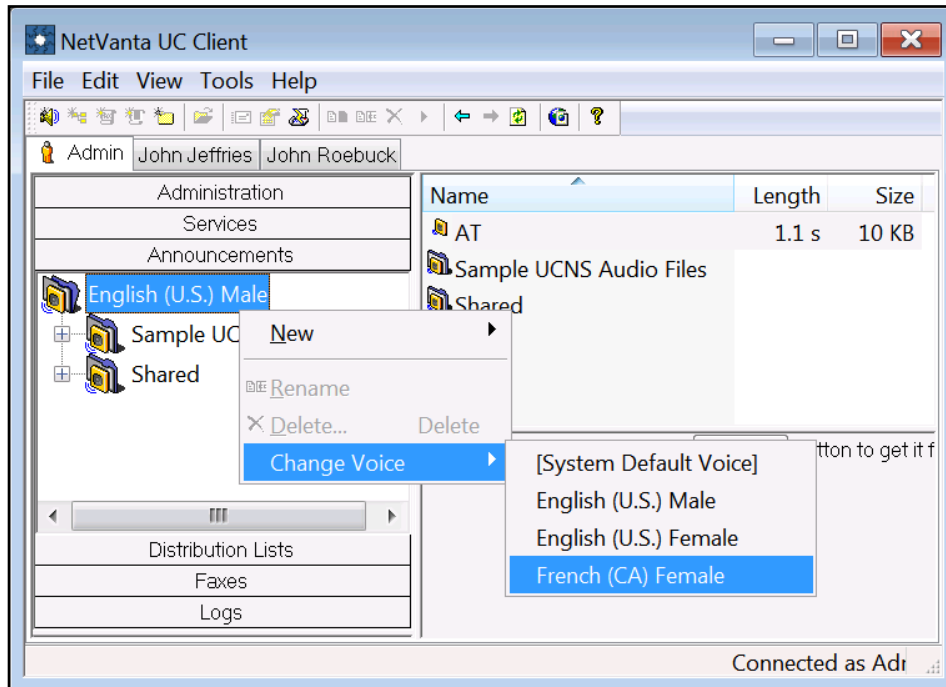 NetVanta UC Client
File Edit View Tools Help
Admin John Jeffries John Roebuck
Administration
Services
Announcements
English (U.S.) Male
Sample UC
Shared
Distribution Lists
Faxes
Logs
Name Length Size
AT 1.1 s 10 KB
Sample UCNS Audio Files
Shared
New
Rename
Delete... Delete
Change Voice
[System Default Voice]
English (U.S.) Male
English (U.S.) Female
French (CA) Female
tton to get it f
Connected as Adr